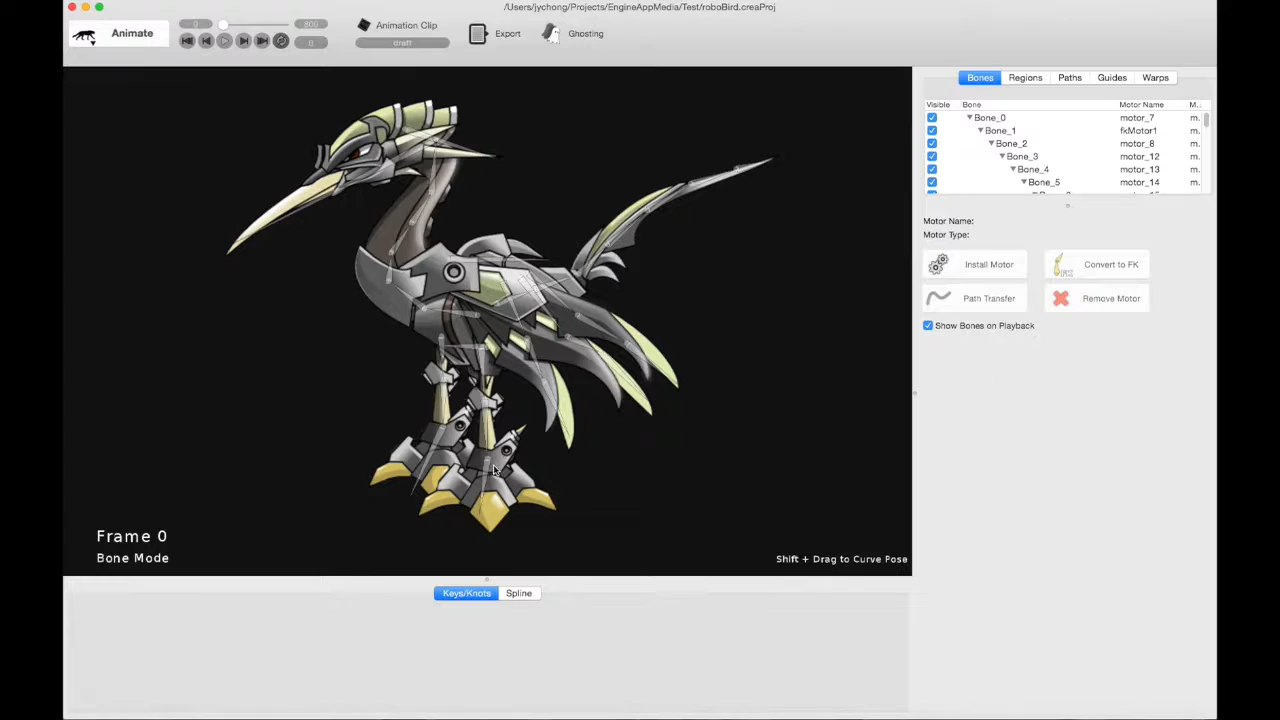 /Users/jychong/Projects/EngineAppMedia/Test/roboBird.creaProj
Animate
0
800
0
Animation Clip
draft
Export
Ghosting
Bones
Regions
Paths
Guides
Warps
Visible Bone Motor Name M..
Bone_0 motor_7 m.
Bone_1 fkMotor1 m.
Bone_2 motor_8 m.
Bone_3 motor_12 m.
Bone_4 motor_13 m.
Bone_5 motor_14 m.
Motor Name:
Motor Type:
Install Motor
Convert to FK
Path Transfer
Remove Motor
Show Bones on Playback
Frame 0
Bone Mode
Shift + Drag to Curve Pose
Keys/Knots
Spline